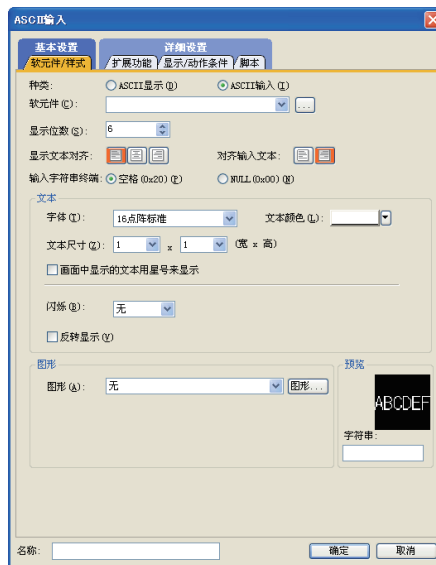 ASCII输入
基本设置 详细设置
软元件/样式 扩展功能 显示/动作条件 脚本
种类: ASCII显示(D) ASCII输入(I)
软元件(C): ...
显示位数(S): 6
显示文本对齐: 对齐输入文本:
输入字符串终端: 空格(0x20)(P) NULL(0x00)(N)
文本
字体(T): 16点阵标准 文本颜色(L):
文本尺寸(Z): 1 x 1 (宽 x 高)
画面中显示的文本用星号来显示
闪烁(B): 无
反转显示(V)
图形 预览
图形(A): 无 图形...
ABCDEF
字符串:
名称: 确定 取消